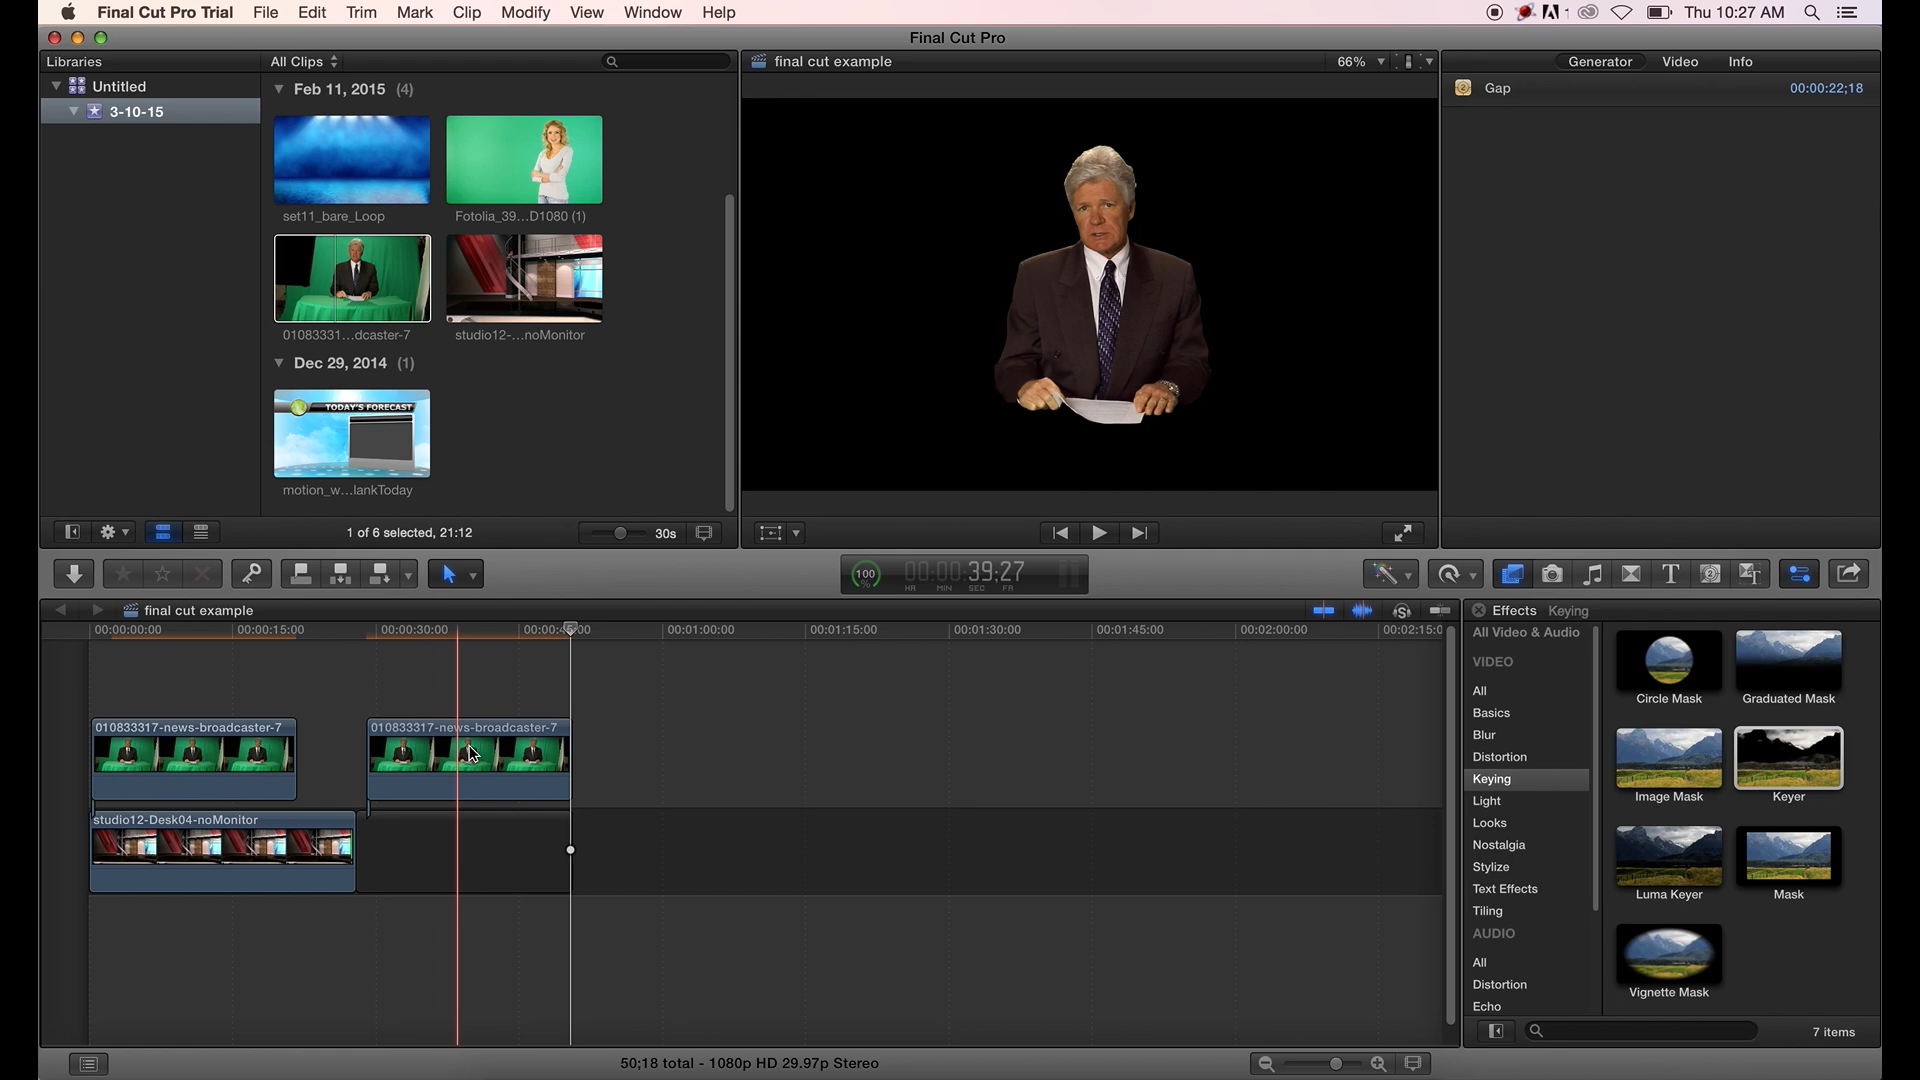 Final Cut Pro Trial File Edit Trim Mark Clip Modify View Window Help
Thu 10:27 AM
Final Cut Pro
Libraries
Untitled
3-10-15
All Clips
Feb 11, 2015 (4)
set11_bare_Loop
Fotolia_39...D1080 (1)
01083331...dcaster-7
studio12-...noMonitor
Dec 29, 2014 (1)
TODAY'S FORECAST
motion_w...lankToday
1 of 6 selected, 21:12
30s
final cut example
66%
Generator Video Info
Gap 00:00:22;18
100 %
00:00:39;27
HR MIN SEC FR
final cut example
00:00:00:00 00:00:15:00 00:00:30:00 00:01:00:00 00:01:15:00 00:01:30:00 00:01:45:00 00:02:00:00
010833317-news-broadcaster-7
010833317-news-broadcaster-7
studio12-Desk04-noMonitor
Effects Keying
All Video & Audio
VIDEO
All
Basics
Blur
Distortion
Keying
Light
Looks
Nostalgia
Stylize
Text Effects
Tiling
AUDIO
All
Distortion
Echo
Circle Mask
Graduated Mask
Image Mask
Keyer
Luma Keyer
Mask
Vignette Mask
7 items
50;18 total - 1080p HD 29.97p Stereo